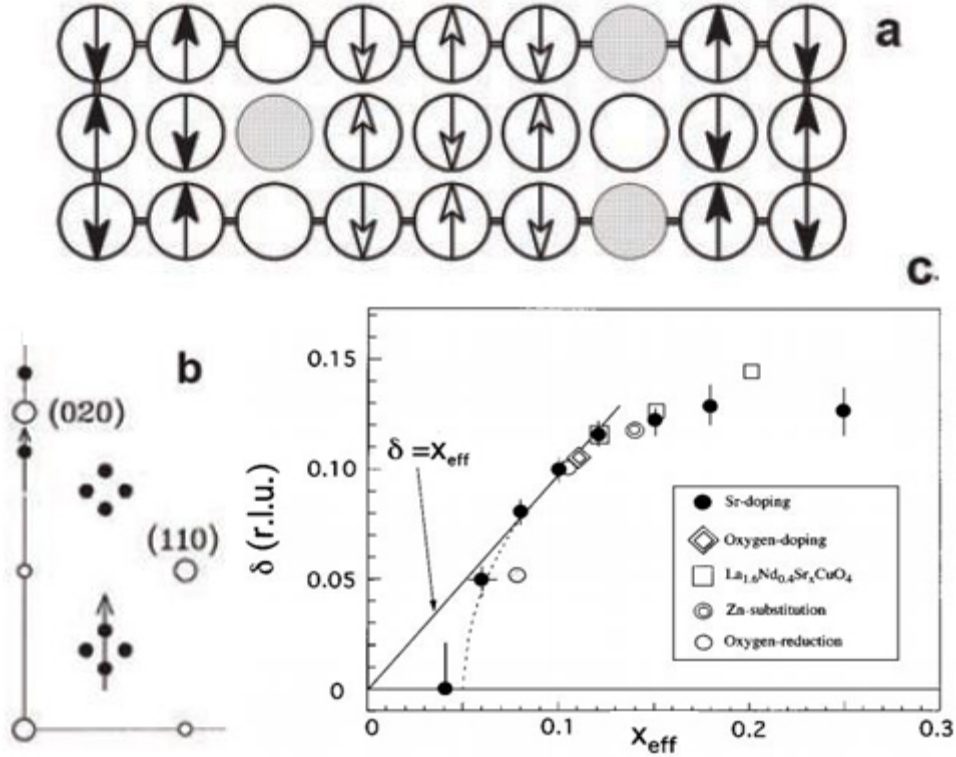 a
c.
b
(020)
(110)
δ (r.l.u.)
0.15
0.10
0.05
0
δ = x_eff
Sr-doping
Oxygen-doping
La₁.₆Nd₀.₄SrₓCuO₄
Zn-substitution
Oxygen-reduction
0 0.1 0.2 0.3
x_eff